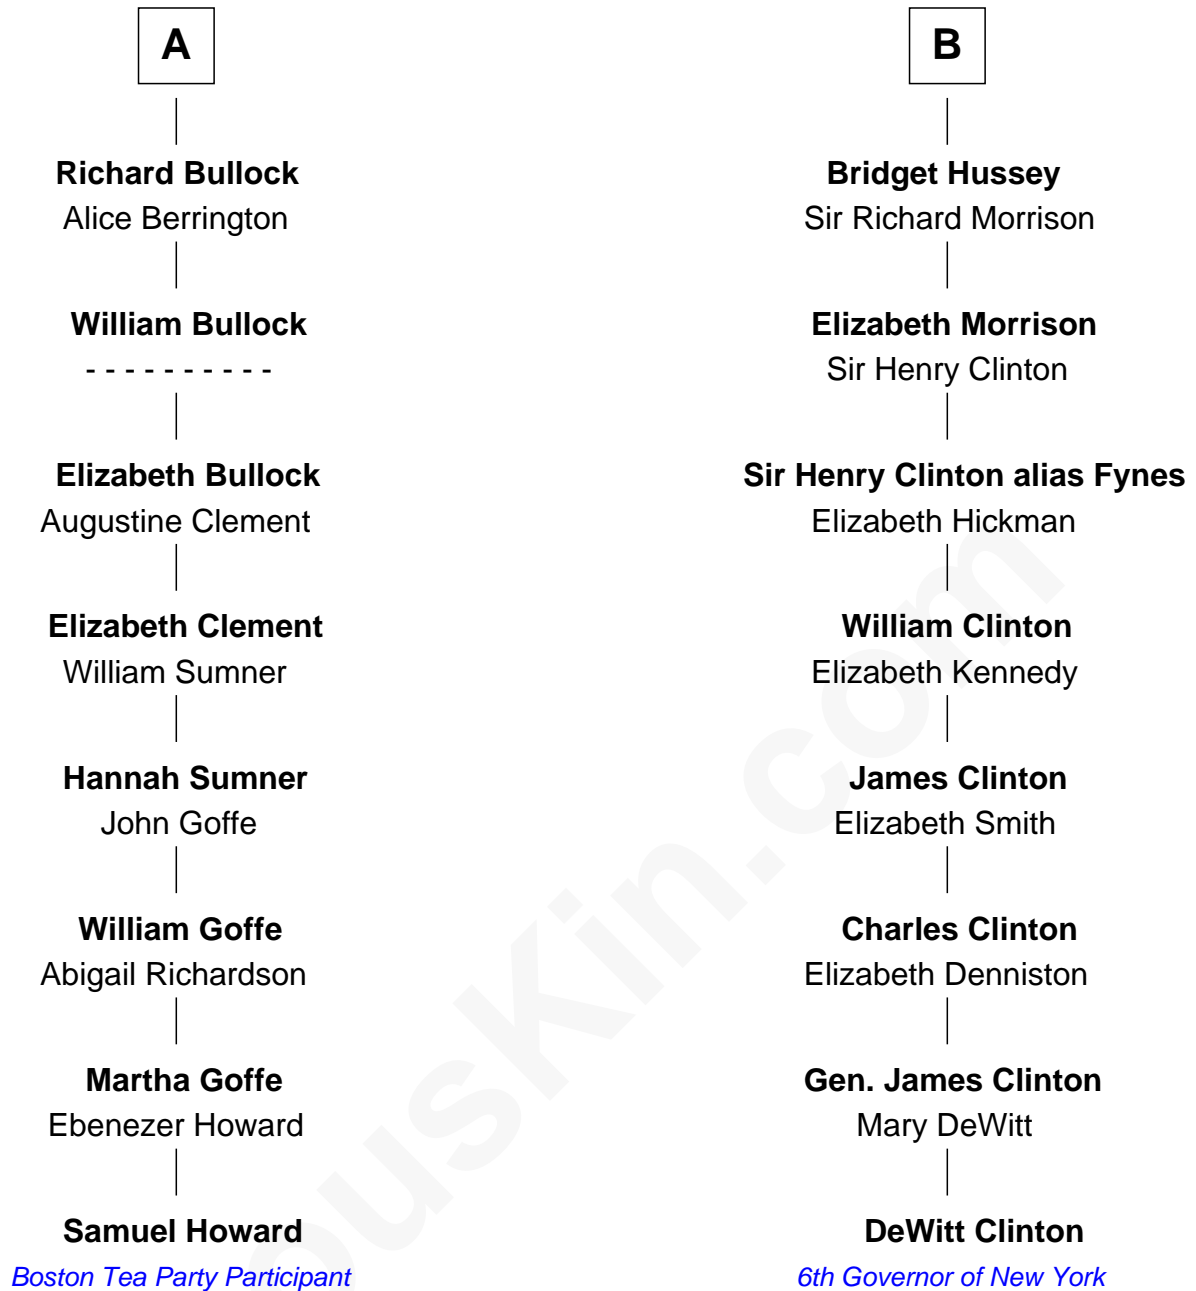 A
Richard Bullock
Alice Berrington
William Bullock
- - - - - - - - - -
Elizabeth Bullock
Augustine Clement
Elizabeth Clement
William Sumner
Hannah Sumner
John Goffe
William Goffe
Abigail Richardson
Martha Goffe
Ebenezer Howard
Samuel Howard
Boston Tea Party Participant
B
Bridget Hussey
Sir Richard Morrison
Elizabeth Morrison
Sir Henry Clinton
Sir Henry Clinton alias Fynes
Elizabeth Hickman
William Clinton
Elizabeth Kennedy
James Clinton
Elizabeth Smith
Charles Clinton
Elizabeth Denniston
Gen. James Clinton
Mary DeWitt
DeWitt Clinton
6th Governor of New York
ousKin.com